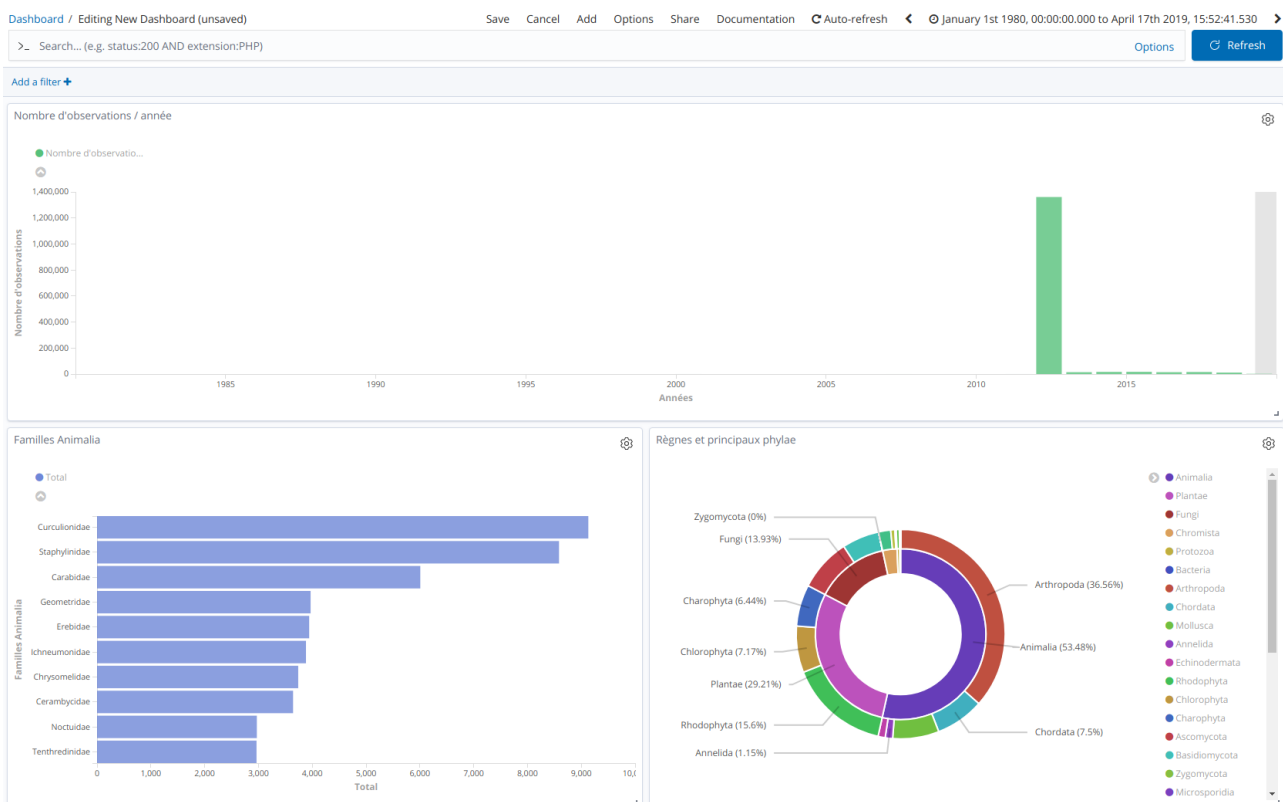 Dashboard / Editing New Dashboard (unsaved) Save Cancel Add Options Share Documentation Auto-refresh January 1st 1980, 00:00:00.000 to April 17th 2019, 15:52:41.530
>_ Search... (e.g. status:200 AND extension:PHP) Options Refresh
Add a filter +
Nombre d'observations / année
Nombre d'observatio...
1,400,000
1,200,000
1,000,000
800,000
600,000
400,000
200,000
0
Nombre d'observations
1985 1990 1995 2000 2005 2010 2015
Années
Familles Animalia
Total
Curculionidae
Staphylinidae
Carabidae
Geometridae
Erebidae
Ichneumonidae
Chrysomelidae
Cerambycidae
Noctuidae
Tenthredinidae
Familles Animalia
0 1,000 2,000 3,000 4,000 5,000 6,000 7,000 8,000 9,000 10,0
Total
Règnes et principaux phylae
Zygomycota (0%)
Fungi (13.93%)
Charophyta (6.44%)
Chlorophyta (7.17%)
Plantae (29.21%)
Rhodophyta (15.6%)
Annelida (1.15%)
Arthropoda (36.56%)
Animalia (53.48%)
Chordata (7.5%)
Animalia
Plantae
Fungi
Chromista
Protozoa
Bacteria
Arthropoda
Chordata
Mollusca
Annelida
Echinodermata
Rhodophyta
Chlorophyta
Charophyta
Ascomycota
Basidiomycota
Zygomycota
Microsporidia